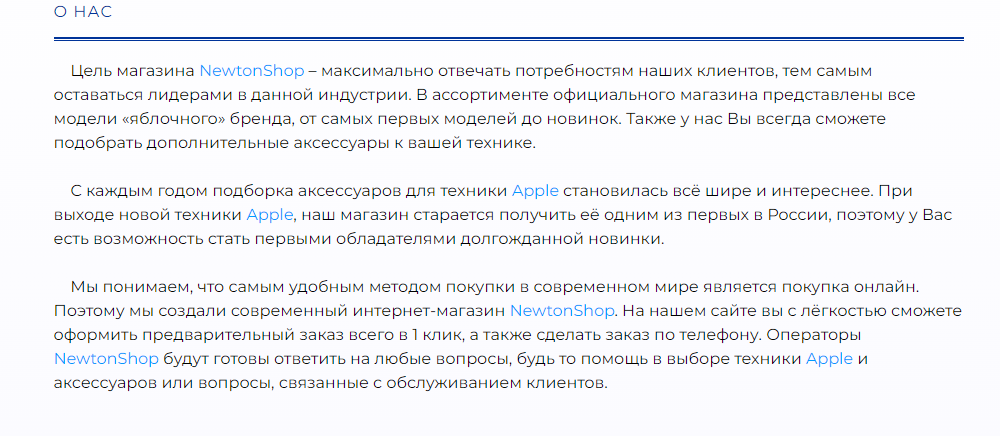 О НАС
Цель магазина NewtonShop – максимально отвечать потребностям наших клиентов, тем самым
оставаться лидерами в данной индустрии. В ассортименте официального магазина представлены все
модели «яблочного» бренда, от самых первых моделей до новинок. Также у нас Вы всегда сможете
подобрать дополнительные аксессуары к вашей технике.
С каждым годом подборка аксессуаров для техники Apple становилась всё шире и интереснее. При
выходе новой техники Apple, наш магазин старается получить её одним из первых в России, поэтому у Вас
есть возможность стать первыми обладателями долгожданной новинки.
Мы понимаем, что самым удобным методом покупки в современном мире является покупка онлайн.
Поэтому мы создали современный интернет-магазин NewtonShop. На нашем сайте вы с лёгкостью сможете
оформить предварительный заказ всего в 1 клик, а также сделать заказ по телефону. Операторы
NewtonShop будут готовы ответить на любые вопросы, будь то помощь в выборе техники Apple и
аксессуаров или вопросы, связанные с обслуживанием клиентов.